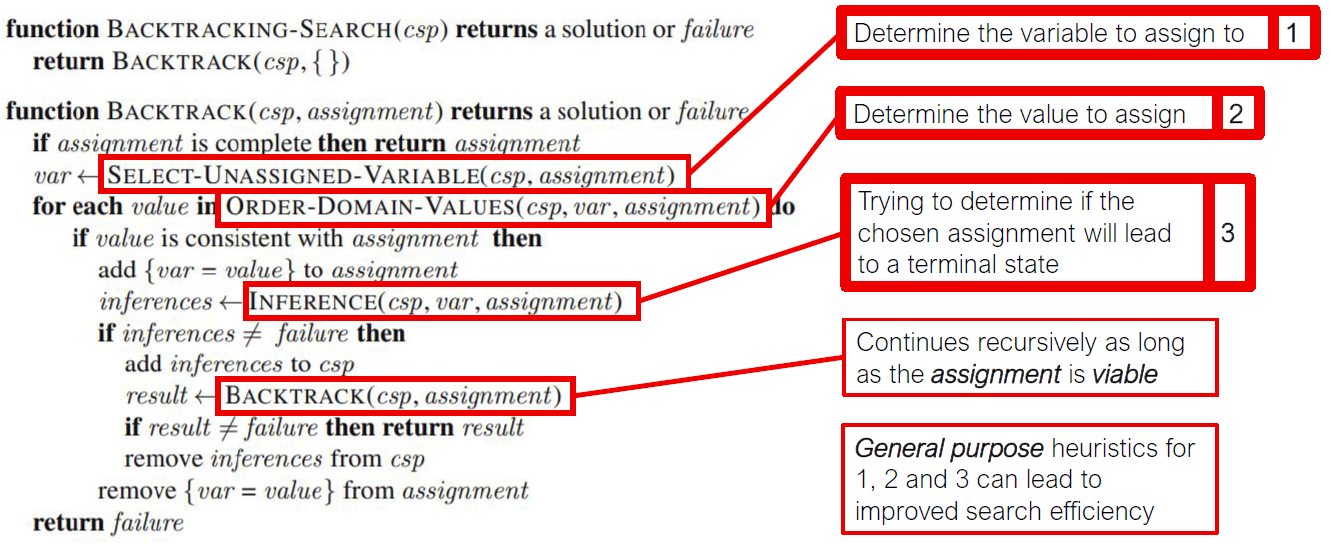 function BACKTRACKING-SEARCH(csp) returns a solution or failure
return BACKTRACK(csp, { })
function BACKTRACK(csp, assignment) returns a solution or failure
if assignment is complete then return assignment
var ← SELECT-UNASSIGNED-VARIABLE(csp, assignment)
for each value in ORDER-DOMAIN-VALUES(csp, var, assignment) do
if value is consistent with assignment then
add {var = value} to assignment
inferences ← INFERENCE(csp, var, assignment)
if inferences ≠ failure then
add inferences to csp
result ← BACKTRACK(csp, assignment)
if result ≠ failure then return result
remove inferences from csp
remove {var = value} from assignment
return failure
Determine the variable to assign to 1
Determine the value to assign 2
Trying to determine if the
chosen assignment will lead
to a terminal state
3
Continues recursively as long
as the assignment is viable
General purpose heuristics for
1, 2 and 3 can lead to
improved search efficiency